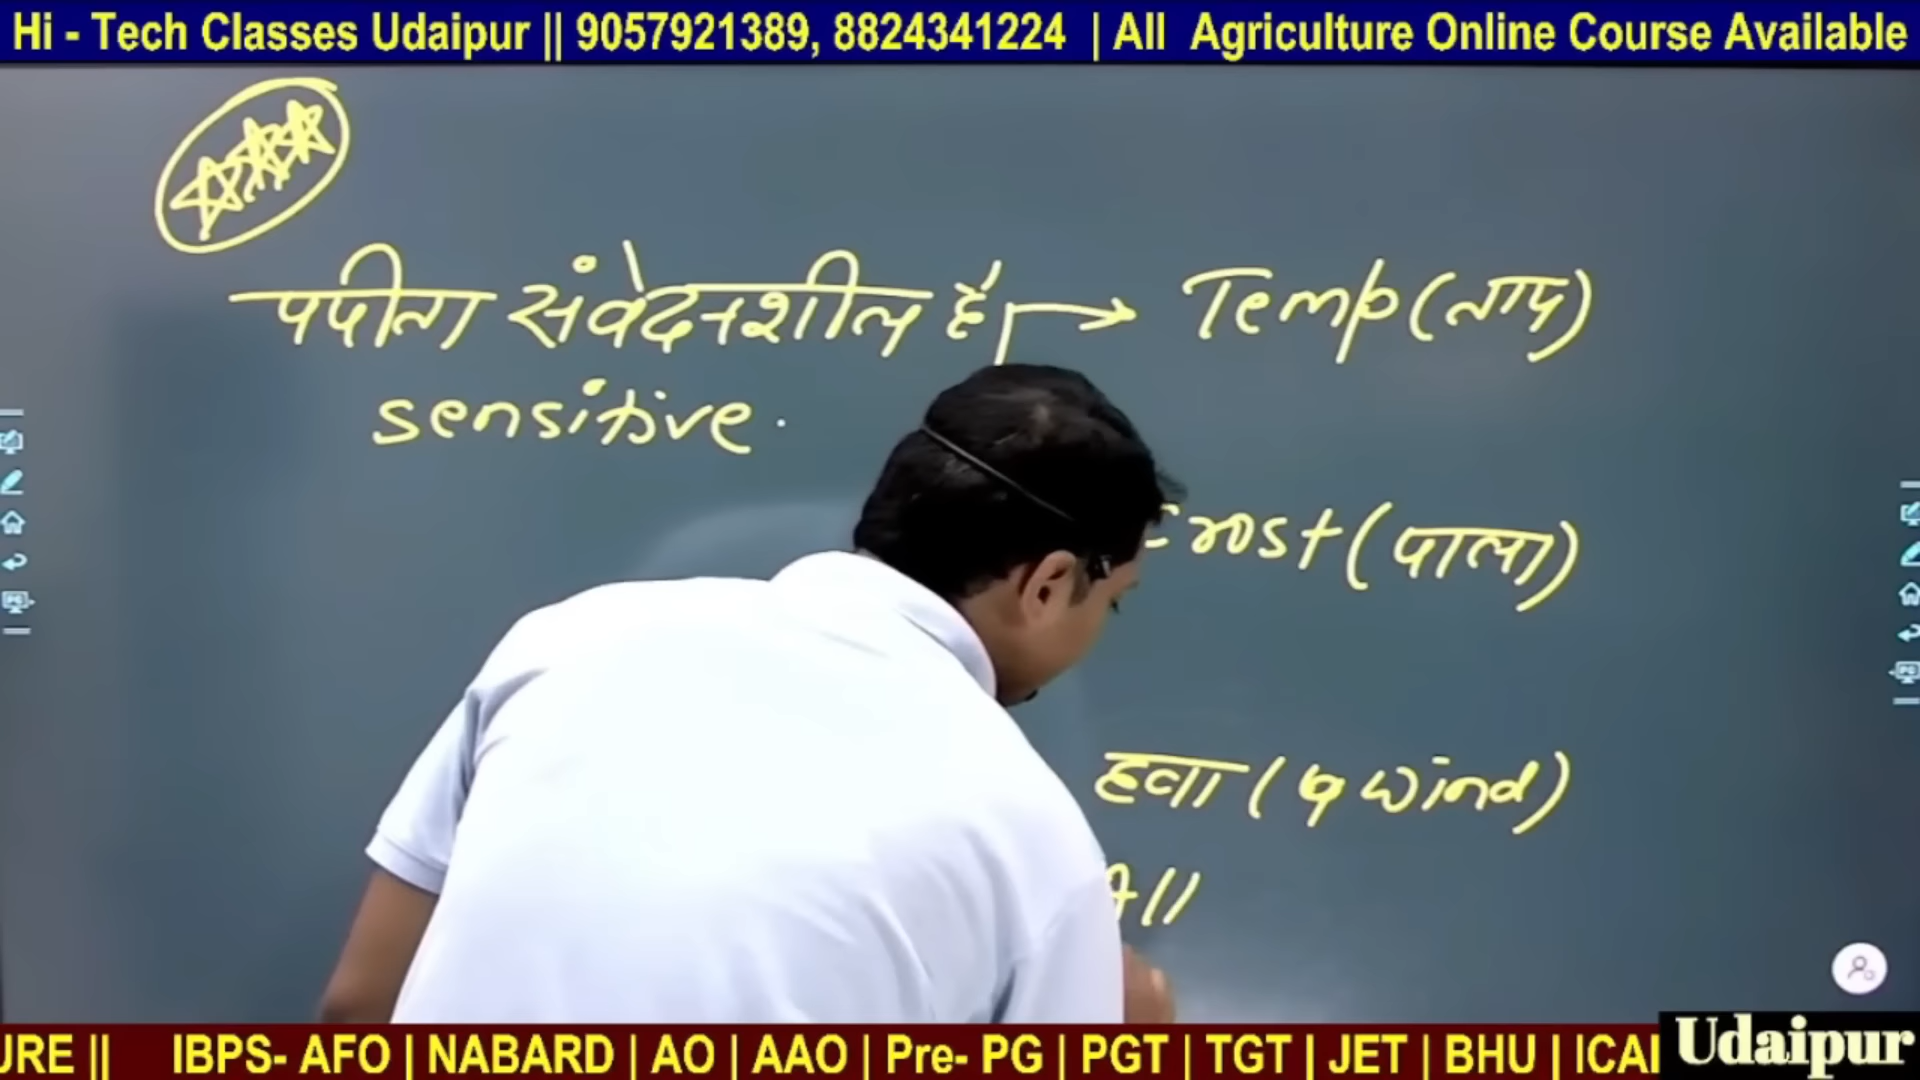 Hi - Tech Classes Udaipur || 9057921389, 8824341224 | All Agriculture Online Course Available
पपीता संवेदनशील है → Temp (ताप)
sensitive.
rost (पाला)
हवा ( wind)
All
URE || IBPS- AFO | NABARD | AO | AAO | Pre- PG | PGT | TGT | JET | BHU | ICAI
Udaipur